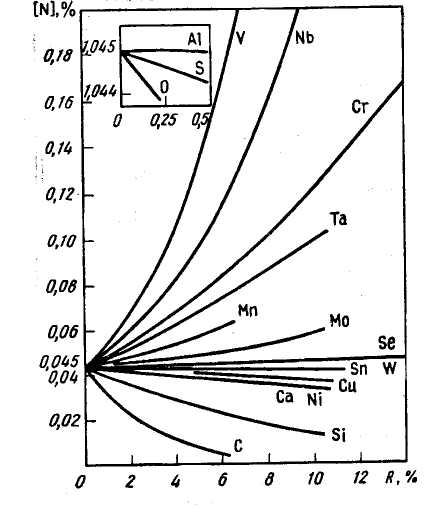 [N],%
0,18
0,16
0,14
0,12
0,10
0,08
0,06
0,045
0,04
0,02
1,045
1,044
0 0,25 0,5
Al
S
O
V
Nb
Cr
Ta
Mn
Mo
Se
Sn W
Cu
Ca Ni
Si
C
0 2 4 6 8 10 12 R,%